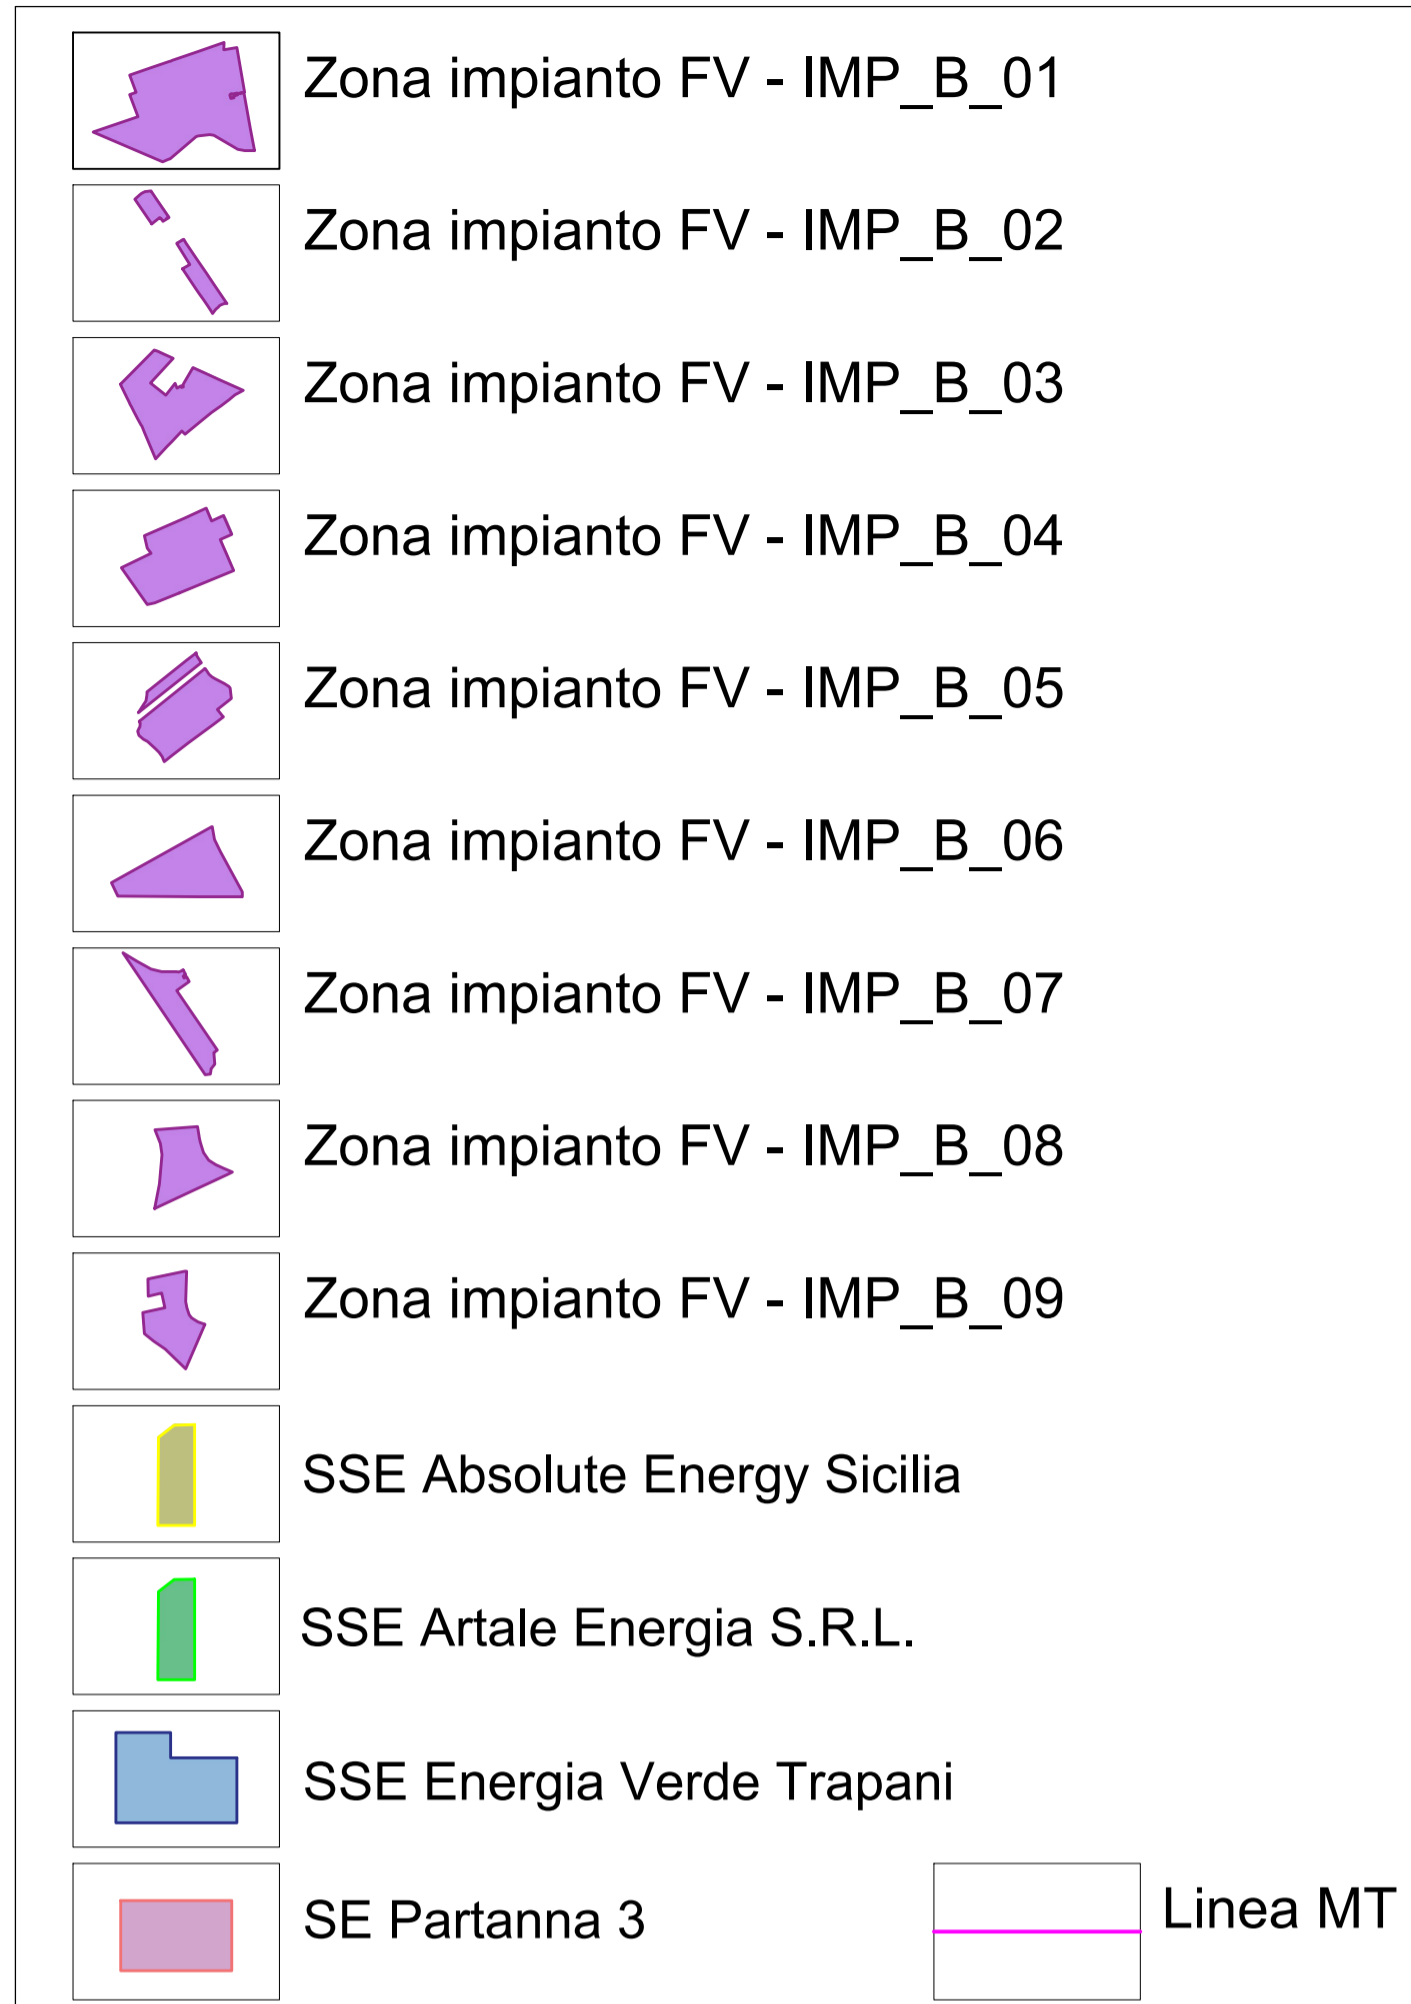 Zona impianto FV - IMP_B_01
Zona impianto FV - IMP_B_02
Zona impianto FV - IMP_B_03
Zona impianto FV - IMP_B_04
Zona impianto FV - IMP_B_05
Zona impianto FV - IMP_B_06
Zona impianto FV - IMP_B_07
Zona impianto FV - IMP_B_08
Zona impianto FV - IMP_B_09
SSE Absolute Energy Sicilia
SSE Artale Energia S.R.L.
SSE Energia Verde Trapani
SE Partanna 3
Linea MT